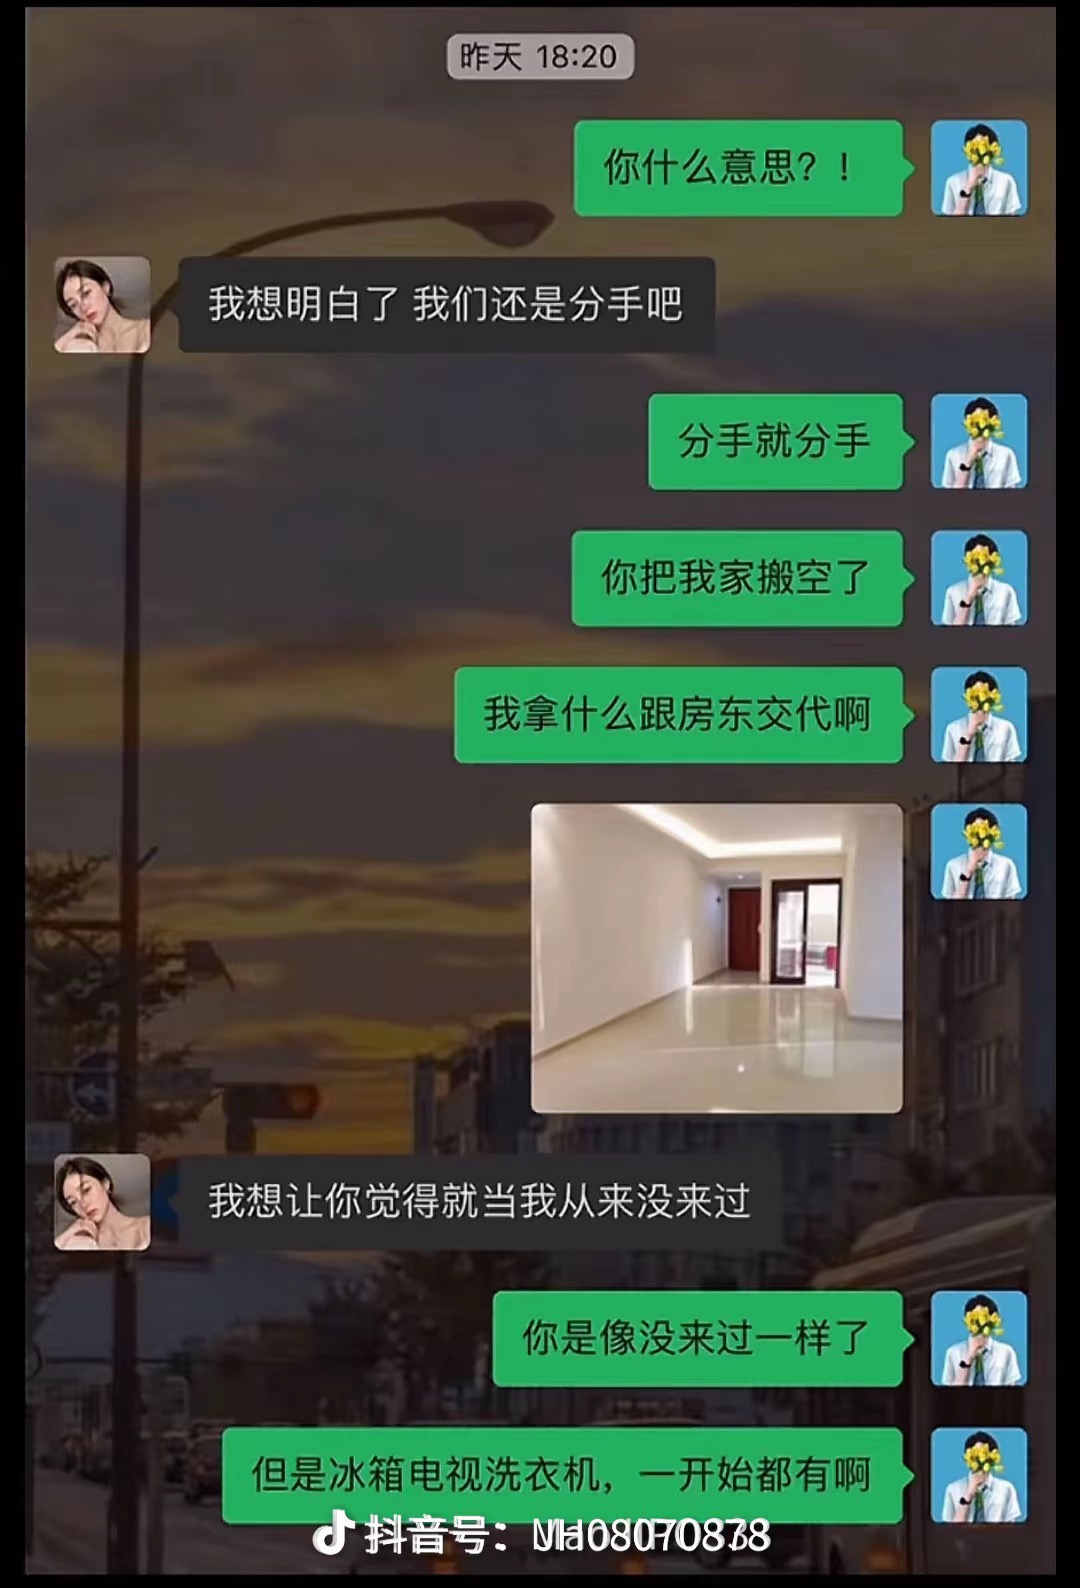 昨天 18:20
你什么意思？！
我想明白了 我们还是分手吧
分手就分手
你把我家搬空了
我拿什么跟房东交代啊
我想让你觉得就当我从来没来过
你是像没来过一样了
但是冰箱电视洗衣机，一开始都有啊
抖音号：